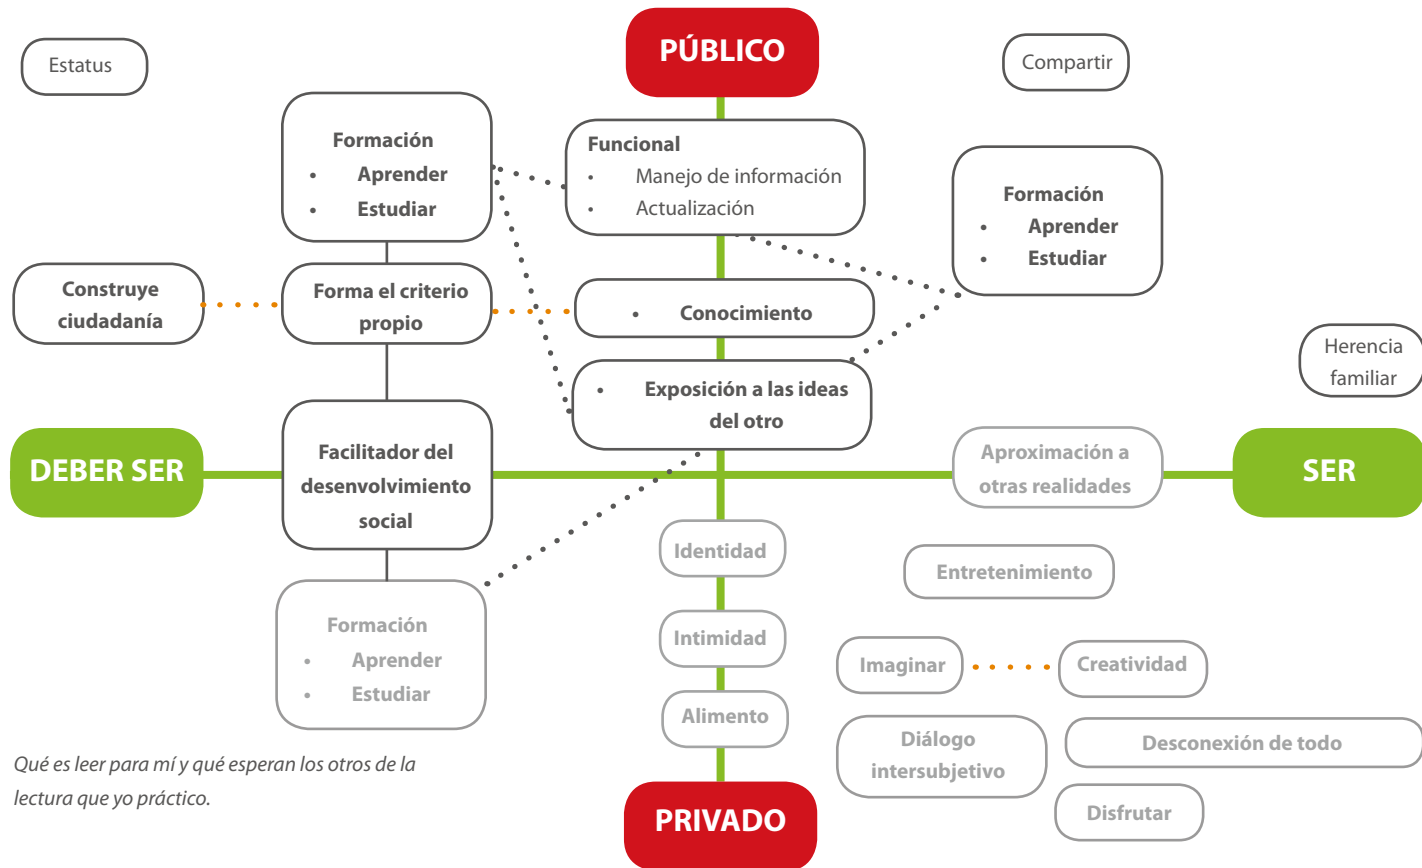 PÚBLICO
Estatus
Compartir
Formación
• Aprender
• Estudiar
Funcional
• Manejo de información
• Actualización
Formación
• Aprender
• Estudiar
Construye
ciudadanía
Forma el criterio
propio
• Conocimiento
Herencia
familiar
• Exposición a las ideas
del otro
DEBER SER
Facilitador del
desenvolvimiento
social
Aproximación a
otras realidades
SER
Identidad
Entretenimiento
Formación
• Aprender
• Estudiar
Intimidad
Imaginar
Creatividad
Alimento
Diálogo
intersubjetivo
Desconexión de todo
Disfrutar
PRIVADO
Qué es leer para mí y qué esperan los otros de la
lectura que yo práctico.